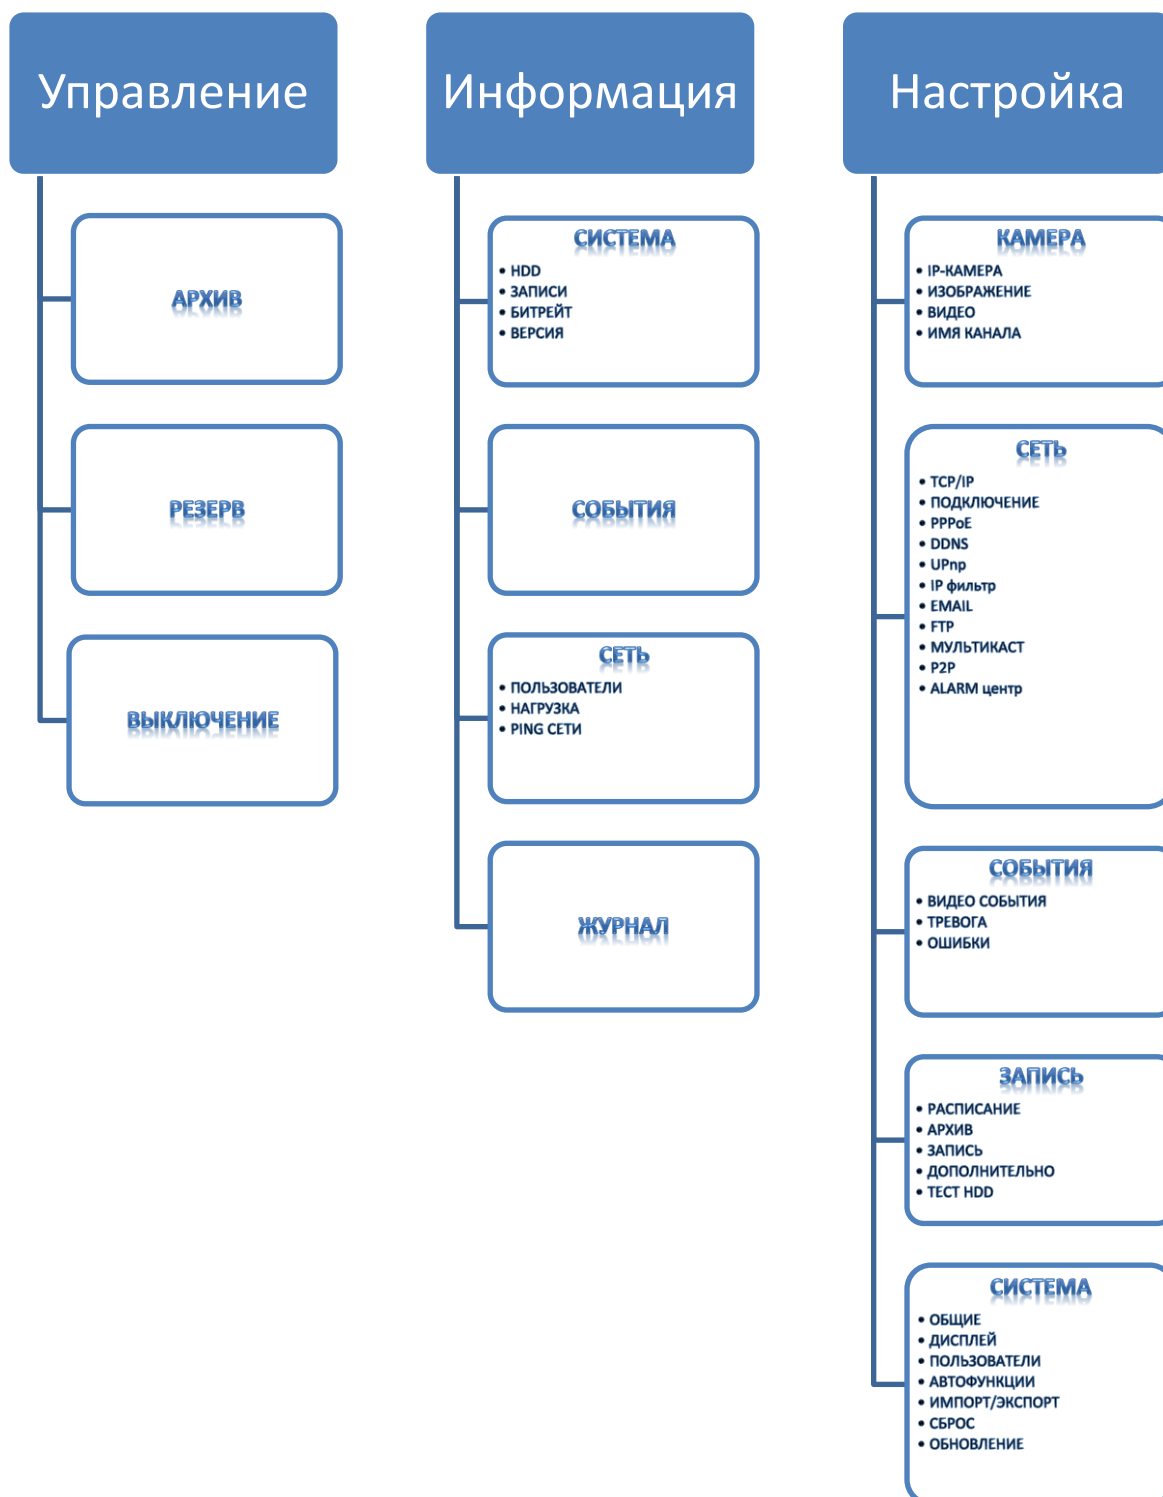 Управление
АРХИВ
РЕЗЕРВ
ВЫКЛЮЧЕНИЕ
Информация
СИСТЕМА
• HDD
• ЗАПИСИ
• БИТРЕЙТ
• ВЕРСИЯ
СОБЫТИЯ
СЕТЬ
• ПОЛЬЗОВАТЕЛИ
• НАГРУЗКА
• PING СЕТИ
ЖУРНАЛ
Настройка
КАМЕРА
• IP-КАМЕРА
• ИЗОБРАЖЕНИЕ
• ВИДЕО
• ИМЯ КАНАЛА
СЕТЬ
• TCP/IP
• ПОДКЛЮЧЕНИЕ
• PPPoE
• DDNS
• UPnp
• IP фильтр
• EMAIL
• FTP
• МУЛЬТИКАСТ
• P2P
• ALARM центр
СОБЫТИЯ
• ВИДЕО СОБЫТИЯ
• ТРЕВОГА
• ОШИБКИ
ЗАПИСЬ
• РАСПИСАНИЕ
• АРХИВ
• ЗАПИСЬ
• ДОПОЛНИТЕЛЬНО
• ТЕСТ HDD
СИСТЕМА
• ОБЩИЕ
• ДИСПЛЕЙ
• ПОЛЬЗОВАТЕЛИ
• АВТОФУНКЦИИ
• ИМПОРТ/ЭКСПОРТ
• СБРОС
• ОБНОВЛЕНИЕ